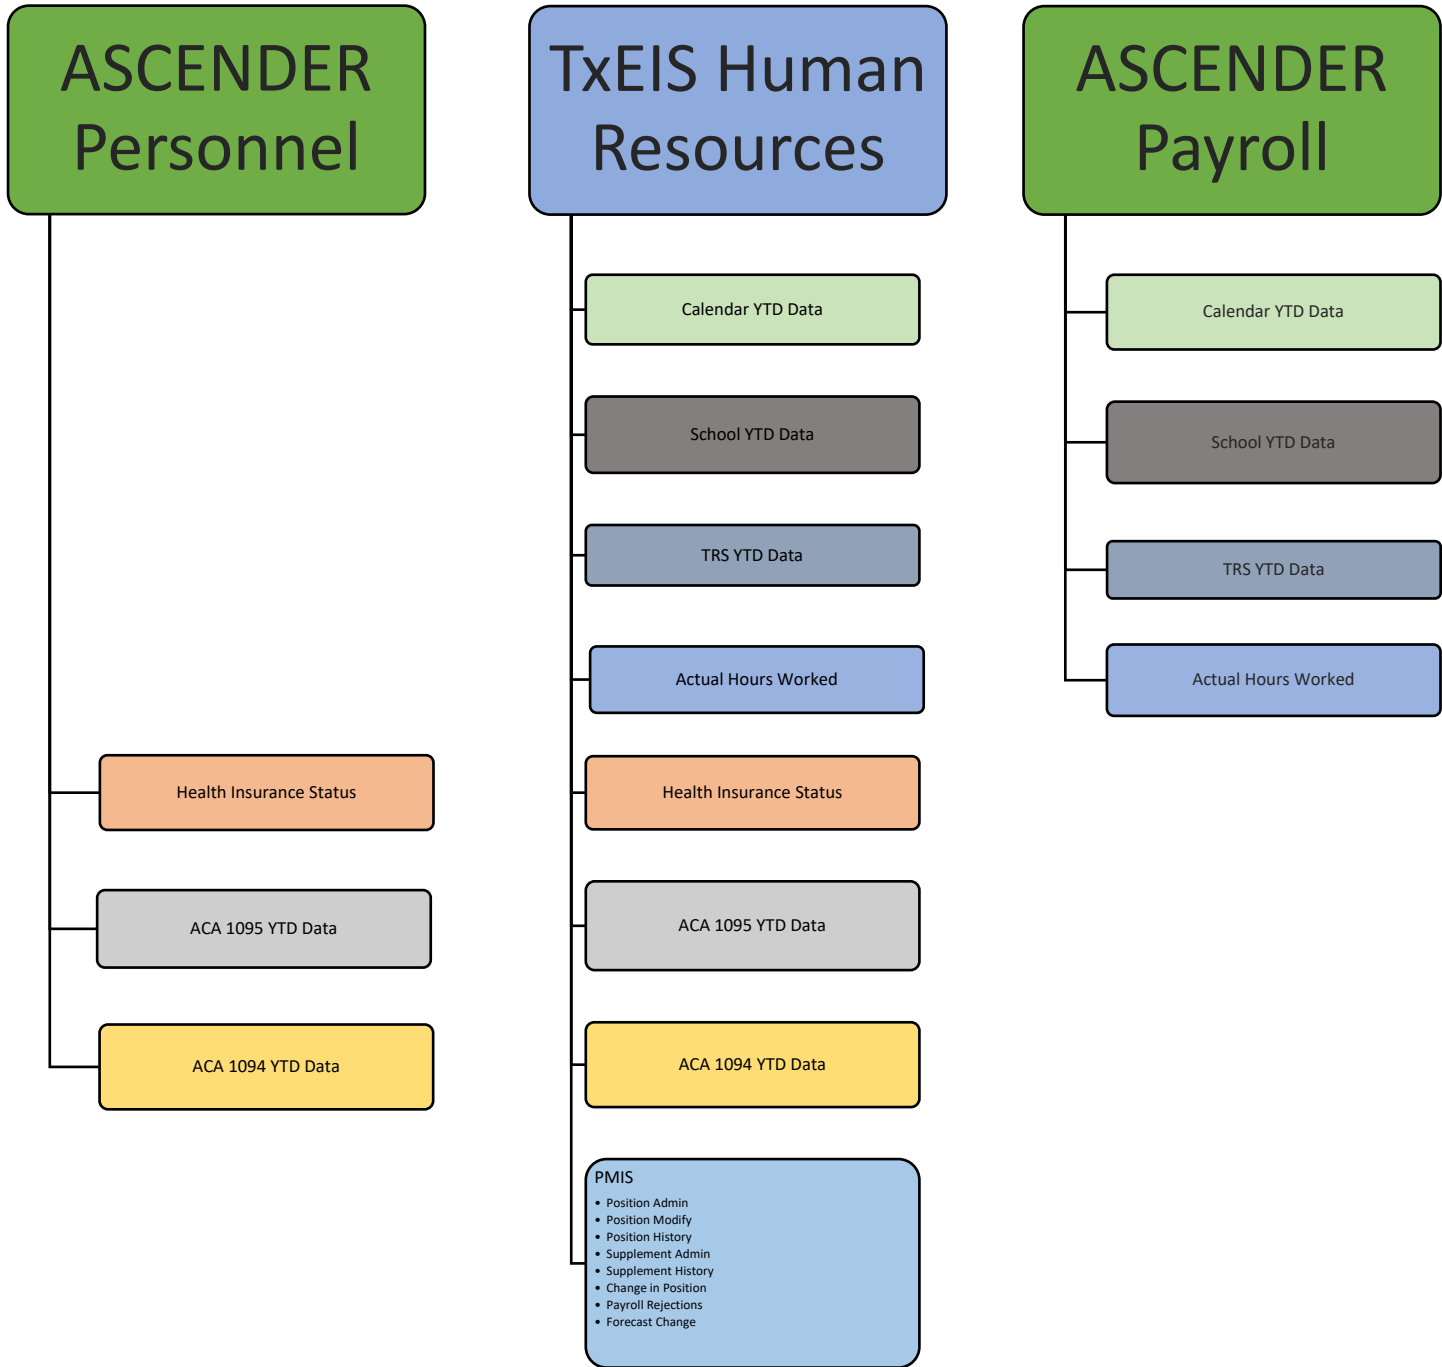 ASCENDER
Personnel
Health Insurance Status
ACA 1095 YTD Data
ACA 1094 YTD Data
TxEIS Human
Resources
Calendar YTD Data
School YTD Data
TRS YTD Data
Actual Hours Worked
Health Insurance Status
ACA 1095 YTD Data
ACA 1094 YTD Data
PMIS
• Position Admin
• Position Modify
• Position History
• Supplement Admin
• Supplement History
• Change in Position
• Payroll Rejections
• Forecast Change
ASCENDER
Payroll
Calendar YTD Data
School YTD Data
TRS YTD Data
Actual Hours Worked